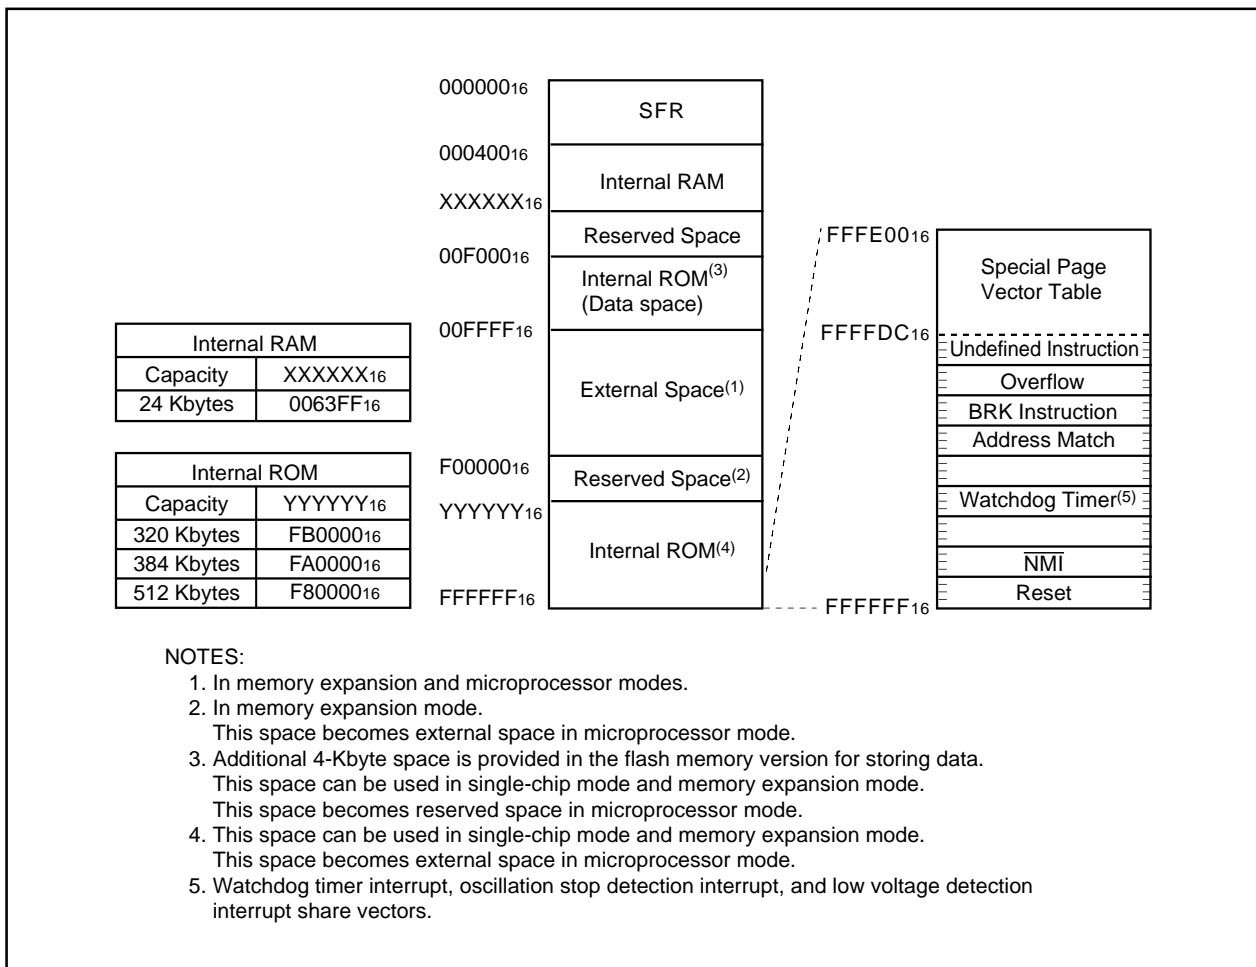 00000016
SFR
00040016
Internal RAM
XXXXXX16
Reserved Space
00F00016
Internal ROM(3)
(Data space)
00FFFF16
External Space(1)
F0000016
Reserved Space(2)
YYYYYY16
Internal ROM(4)
FFFFFF16
Internal RAM
Capacity XXXXXX16
24 Kbytes 0063FF16
Internal ROM
Capacity YYYYYY16
320 Kbytes FB000016
384 Kbytes FA000016
512 Kbytes F8000016
FFFE0016
Special Page
Vector Table
FFFFDC16
Undefined Instruction
Overflow
BRK Instruction
Address Match
Watchdog Timer(5)
NMI
Reset
FFFFFF16
NOTES:
1. In memory expansion and microprocessor modes.
2. In memory expansion mode.
This space becomes external space in microprocessor mode.
3. Additional 4-Kbyte space is provided in the flash memory version for storing data.
This space can be used in single-chip mode and memory expansion mode.
This space becomes reserved space in microprocessor mode.
4. This space can be used in single-chip mode and memory expansion mode.
This space becomes external space in microprocessor mode.
5. Watchdog timer interrupt, oscillation stop detection interrupt, and low voltage detection
interrupt share vectors.